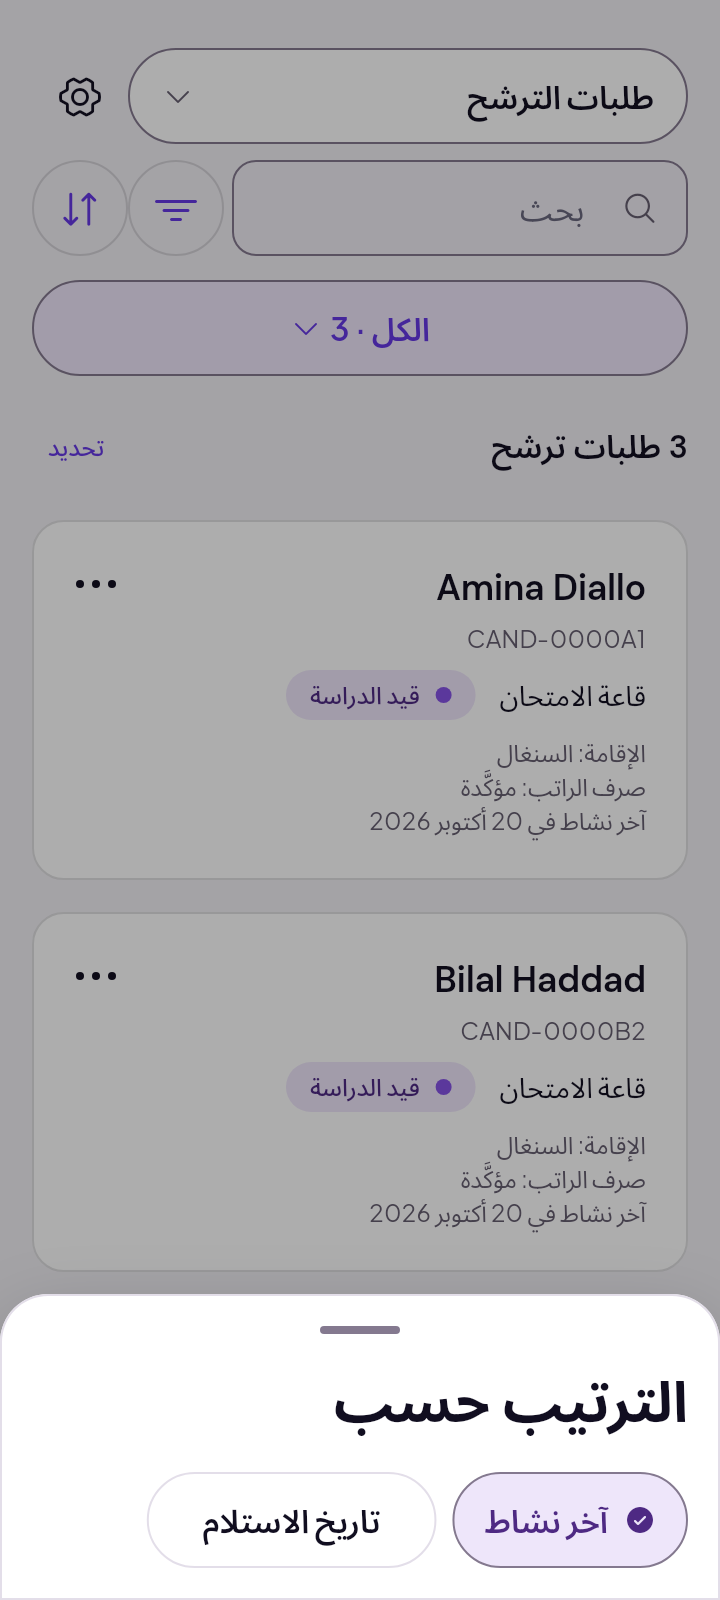 طلبات الترشح
بحث
الكل · 3
3 طلبات ترشح
تحديد
Amina Diallo
CAND-0000A1
قاعة الامتحان
قيد الدراسة
الإقامة: السنغال
صرف الراتب: مؤكَّدة
آخر نشاط في 20 أكتوبر 2026
Bilal Haddad
CAND-0000B2
قاعة الامتحان
قيد الدراسة
الإقامة: السنغال
صرف الراتب: مؤكَّدة
آخر نشاط في 20 أكتوبر 2026
الترتيب حسب
آخر نشاط
تاريخ الاستلام